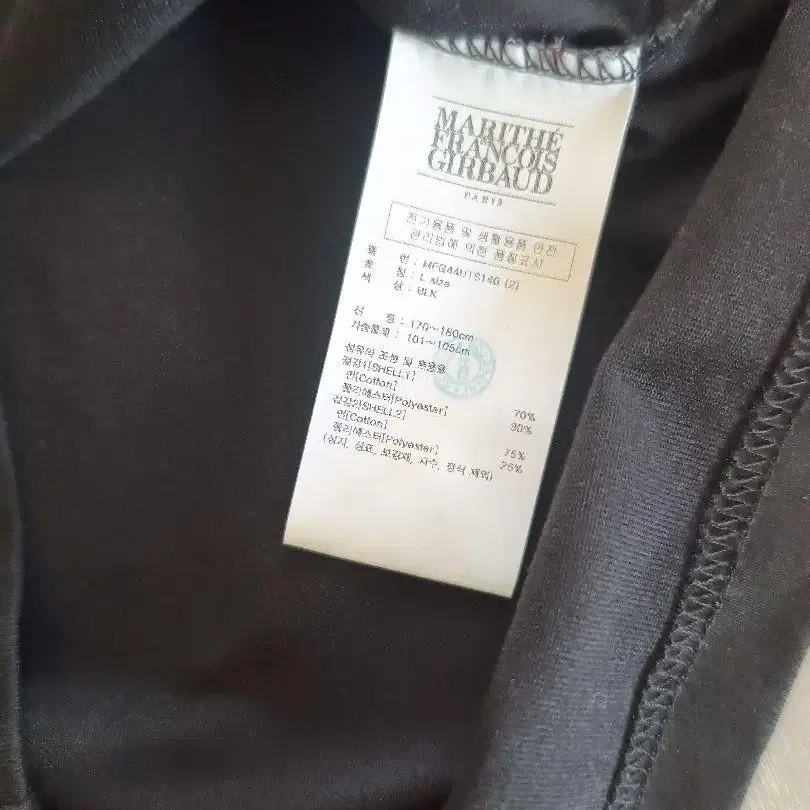 MARITHÉ
FRANCOIS
GIRBAUD
PARIS
전기용품 및 생활용품 안전
관리법에 의한 품질표시
품 번 : MFG44UTS140 (2)
호 칭 : L size
색 상 : BLK
신 장 : 170~180cm
가슴둘레 : 101~105cm
섬유의 조성 및 혼용율
겉감1[SHELL1]
면[Cotton] 70%
폴리에스터[Polyester] 30%
겉감2[SHELL2]
면[Cotton] 75%
폴리에스터[Polyester] 25%
(심지, 상표, 보강재, 자수, 장식 제외)